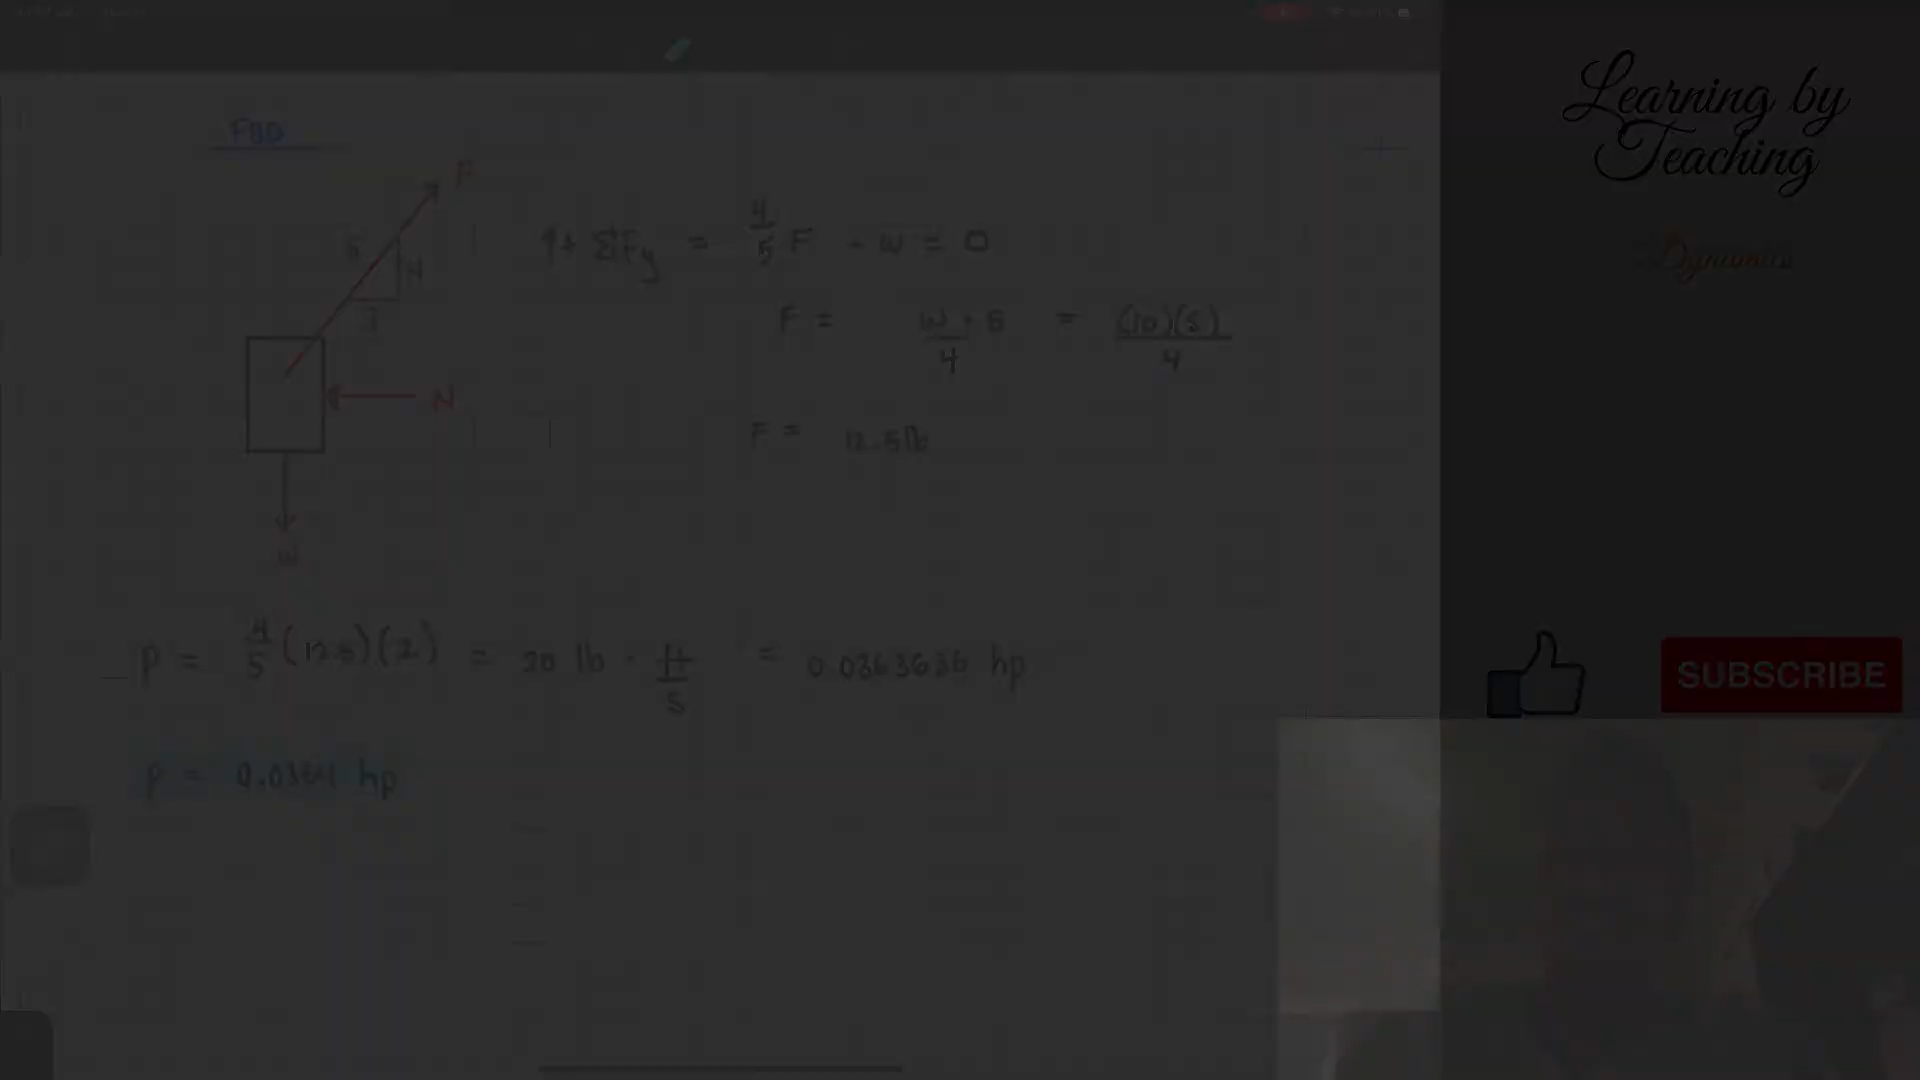 FBD
F
5
4
3
N
W
↑+ ΣFy = 4/5 F - W = 0
F = W · 5 / 4 = (10)(5) / 4
F = 12.5 lb
P = 4/5 (12.5)(2) = 20 lb · ft/s = 0.0363636 hp
P = 0.0364 hp
Learning by
Teaching
Dynamics
SUBSCRIBE